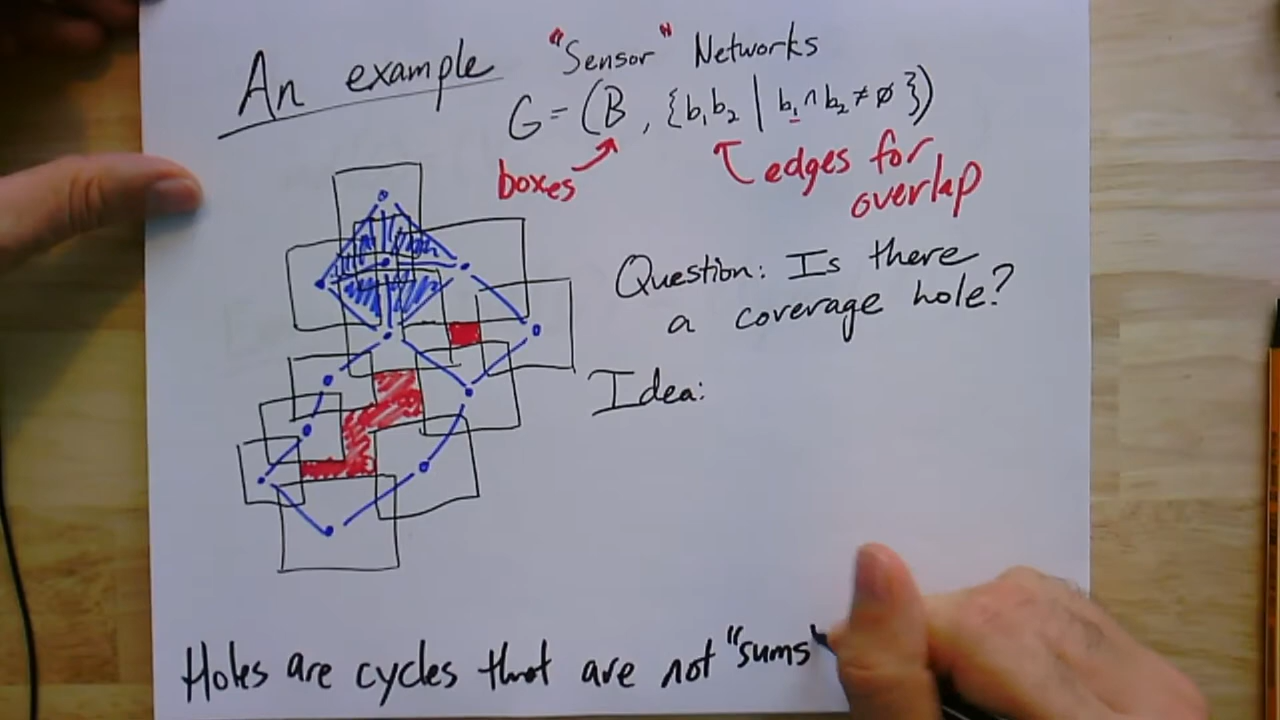 An example
"Sensor" Networks
G = (B, {b₁b₂ | b₁ ∩ b₂ ≠ ∅})
boxes
edges for
overlap
Question: Is there
a coverage hole?
Idea:
Holes are cycles that are not "sums"